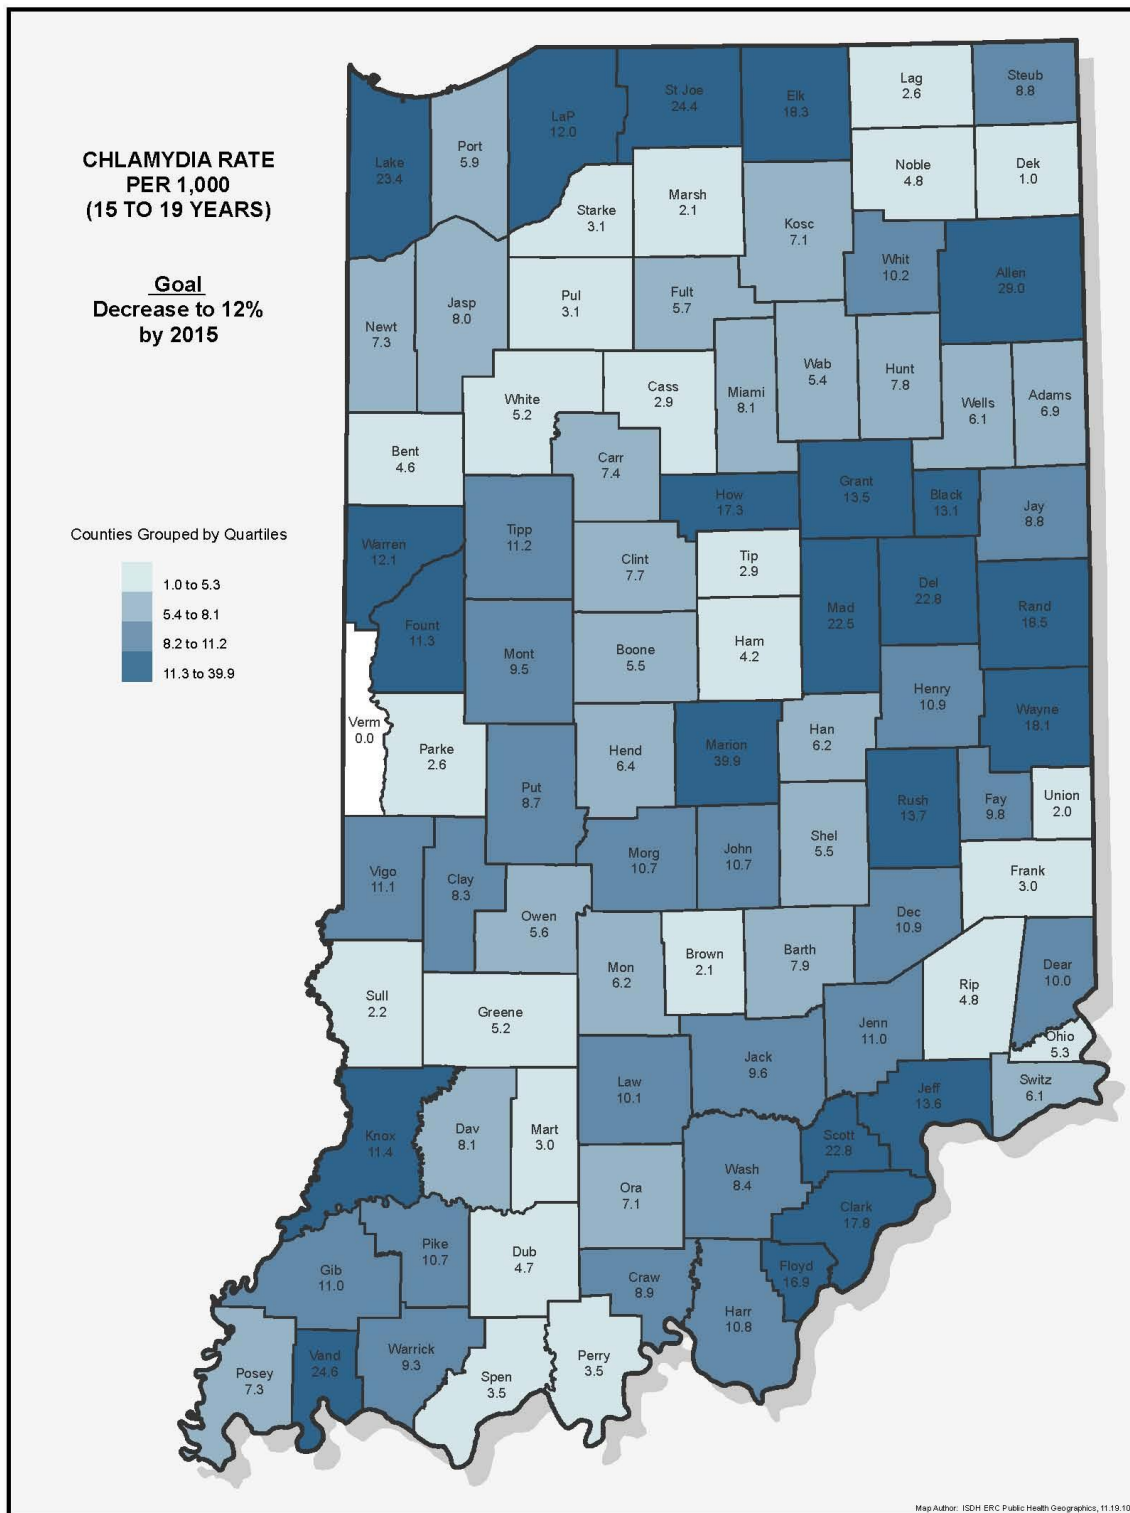 CHLAMYDIA RATE
PER 1,000
(15 TO 19 YEARS)
Goal
Decrease to 12%
by 2015
Counties Grouped by Quartiles
1.0 to 5.3
5.4 to 8.1
8.2 to 11.2
11.3 to 39.9
Lake
23.4
Port
5.9
LaP
12.0
St Joe
24.4
Elk
18.3
Lag
2.6
Steub
8.8
Noble
4.8
Dek
1.0
Starke
3.1
Marsh
2.1
Kosc
7.1
Whit
10.2
Allen
29.0
Newt
7.3
Jasp
8.0
Pul
3.1
Fult
5.7
White
5.2
Cass
2.9
Miami
8.1
Wab
5.4
Hunt
7.8
Wells
6.1
Adams
6.9
Bent
4.6
Carr
7.4
How
17.3
Grant
13.5
Black
13.1
Jay
8.8
Warren
12.1
Tipp
11.2
Clint
7.7
Tip
2.9
Mad
22.5
Del
22.8
Rand
18.5
Fount
11.3
Mont
9.5
Boone
5.5
Ham
4.2
Henry
10.9
Wayne
18.1
Verm
0.0
Parke
2.6
Put
8.7
Hend
6.4
Marion
39.9
Han
6.2
Rush
13.7
Fay
9.8
Union
2.0
Vigo
11.1
Clay
8.3
Owen
5.6
Morg
10.7
John
10.7
Shel
5.5
Frank
3.0
Dec
10.9
Sull
2.2
Greene
5.2
Mon
6.2
Brown
2.1
Barth
7.9
Rip
4.8
Dear
10.0
Jenn
11.0
Ohio
5.3
Jack
9.6
Law
10.1
Jeff
13.6
Switz
6.1
Knox
11.4
Dav
8.1
Mart
3.0
Scott
22.8
Ora
7.1
Wash
8.4
Clark
17.8
Gib
11.0
Pike
10.7
Dub
4.7
Craw
8.9
Floyd
16.9
Harr
10.8
Posey
7.3
Vand
24.6
Warrick
9.3
Spen
3.5
Perry
3.5
Map Author: ISDH ERC Public Health Geographics, 11.19.10